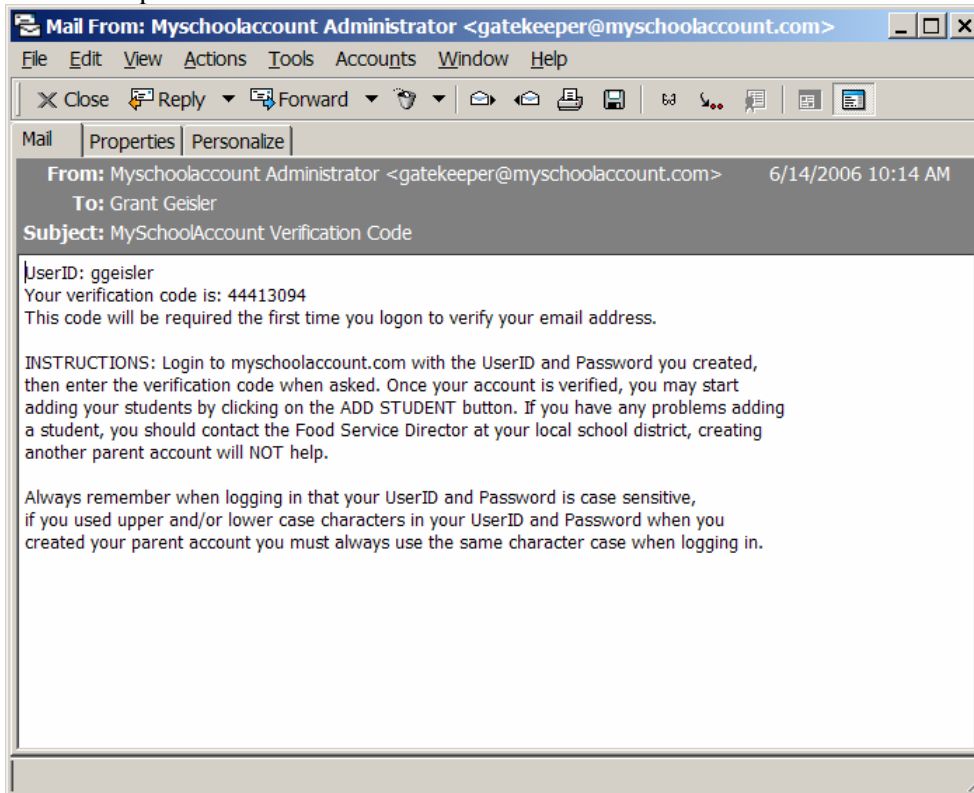 Mail From: Myschoolaccount Administrator <gatekeeper@myschoolaccount.com>
File Edit View Actions Tools Accounts Window Help
Close Reply Forward
Mail Properties Personalize
From: Myschoolaccount Administrator <gatekeeper@myschoolaccount.com> 6/14/2006 10:14 AM
To: Grant Geisler
Subject: MySchoolAccount Verification Code
UserID: ggeisler
Your verification code is: 44413094
This code will be required the first time you logon to verify your email address.
INSTRUCTIONS: Login to myschoolaccount.com with the UserID and Password you created,
then enter the verification code when asked. Once your account is verified, you may start
adding your students by clicking on the ADD STUDENT button. If you have any problems adding
a student, you should contact the Food Service Director at your local school district, creating
another parent account will NOT help.
Always remember when logging in that your UserID and Password is case sensitive,
if you used upper and/or lower case characters in your UserID and Password when you
created your parent account you must always use the same character case when logging in.